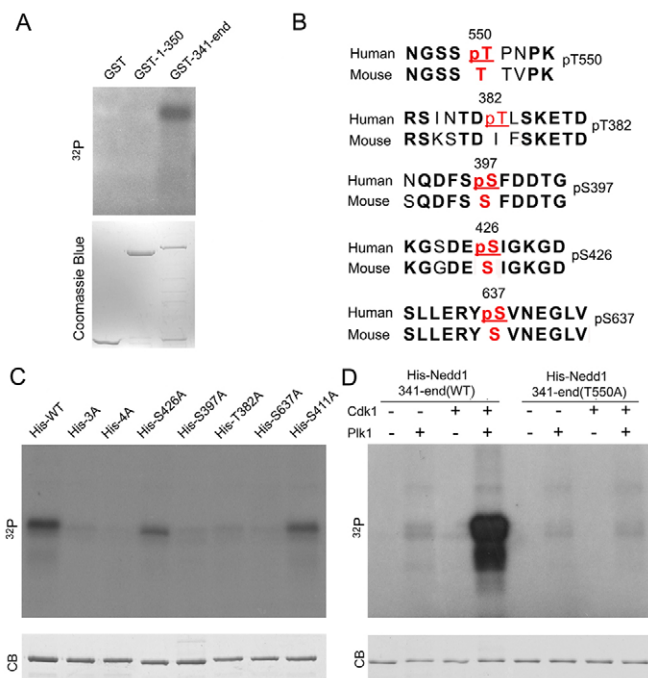 A
GST
GST-1-350
GST-341-end
32P
Coomassie Blue
B
550
Human NGSS pT PNPK
Mouse NGSS T TVPK
pT550
382
Human RSINTDpTLSKETD
Mouse RSKSTD I FSKETD
pT382
397
Human NQDFSpSFDDTG
Mouse SQDFS S FDDTG
pS397
426
Human KGSDEpSIGKGD
Mouse KGGDE S IGKGD
pS426
637
Human SLLERYpSVNEGLV
Mouse SLLERY S VNEGLV
pS637
C
His-WT
His-3A
His-4A
His-S426A
His-S397A
His-T382A
His-S637A
His-S411A
32P
CB
D
His-Nedd1 His-Nedd1
341-end(WT) 341-end(T550A)
Cdk1 - - + + - - + +
Plk1 - + - + - + - +
32P
CB